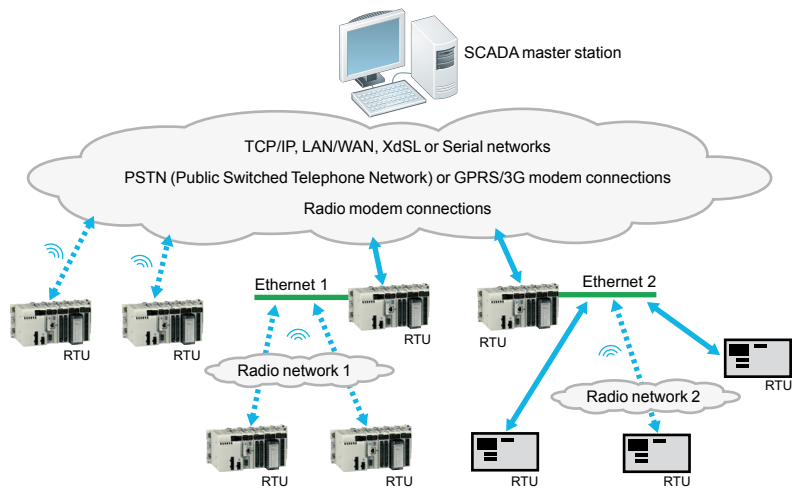 SCADA master station
TCP/IP, LAN/WAN, XdSL or Serial networks
PSTN (Public Switched Telephone Network) or GPRS/3G modem connections
Radio modem connections
Ethernet 1
Ethernet 2
RTU
RTU
RTU
RTU
Radio network 1
RTU
Radio network 2
RTU
RTU
RTU
RTU